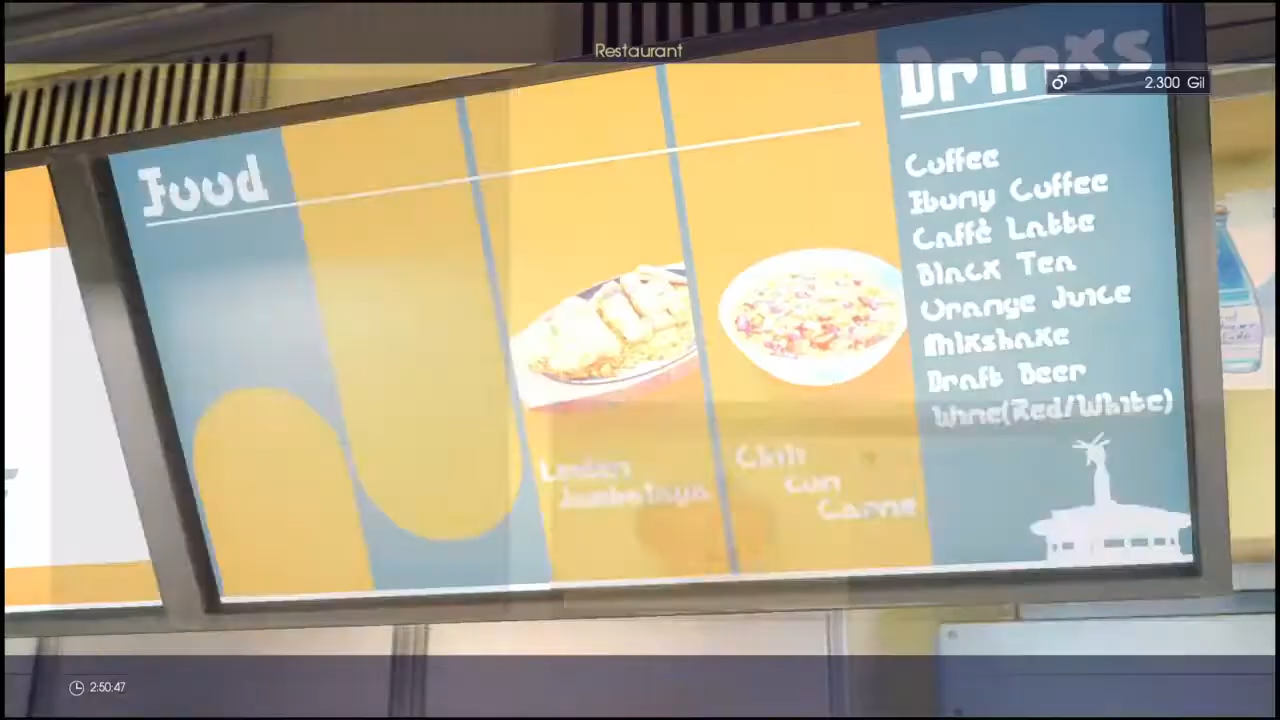 Restaurant
2.300 Gil
Food
Drinks
Coffee
Ebony Coffee
Caffè Latte
Black Tea
Orange Juice
Milkshake
Draft Beer
Wine(Red/White)
Jambalaya
Chili
Con
Carne
2:50:47